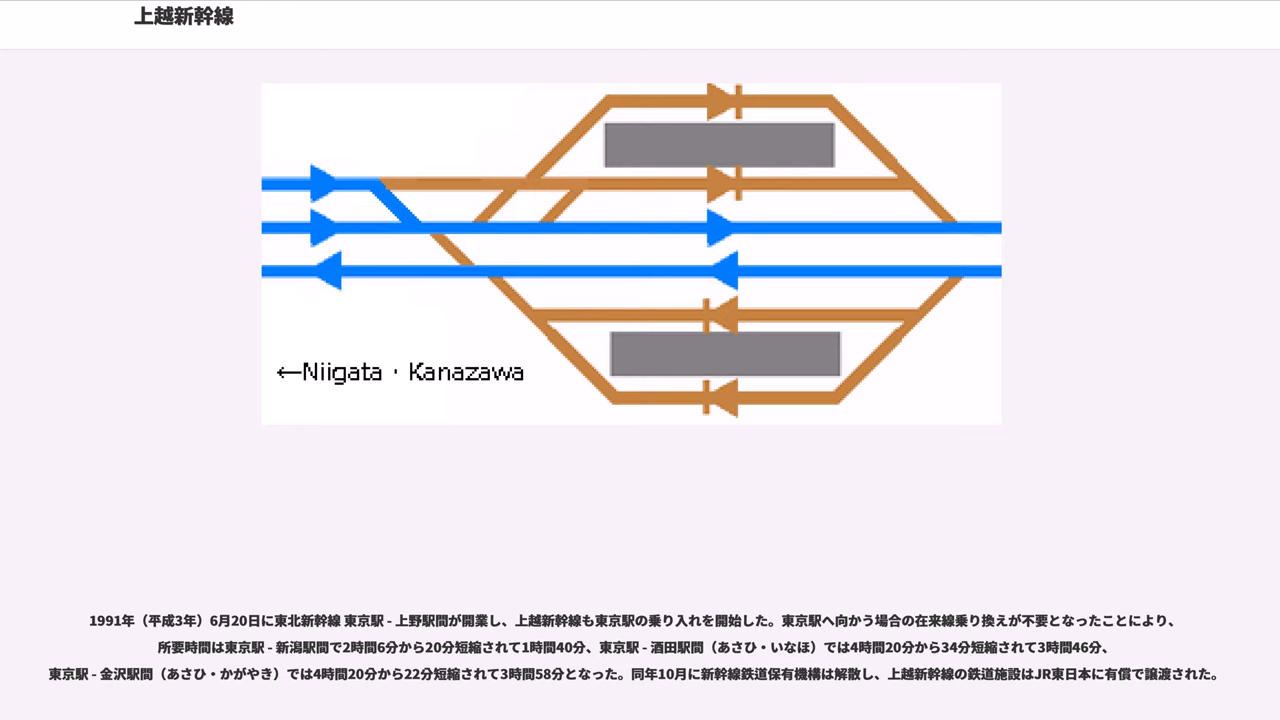 上越新幹線
←Niigata・Kanazawa
1991年（平成3年）6月20日に東北新幹線 東京駅 - 上野駅間が開業し、上越新幹線も東京駅の乗り入れを開始した。東京駅へ向かう場合の在来線乗り換えが不要となったことにより、
所要時間は東京駅 - 新潟駅間で2時間6分から20分短縮されて1時間40分、東京駅 - 酒田駅間（あさひ・いなほ）では4時間20分から34分短縮されて3時間46分、
東京駅 - 金沢駅間（あさひ・かがやき）では4時間20分から22分短縮されて3時間58分となった。同年10月に新幹線鉄道保有機構は解散し、上越新幹線の鉄道施設はJR東日本に有償で譲渡された。